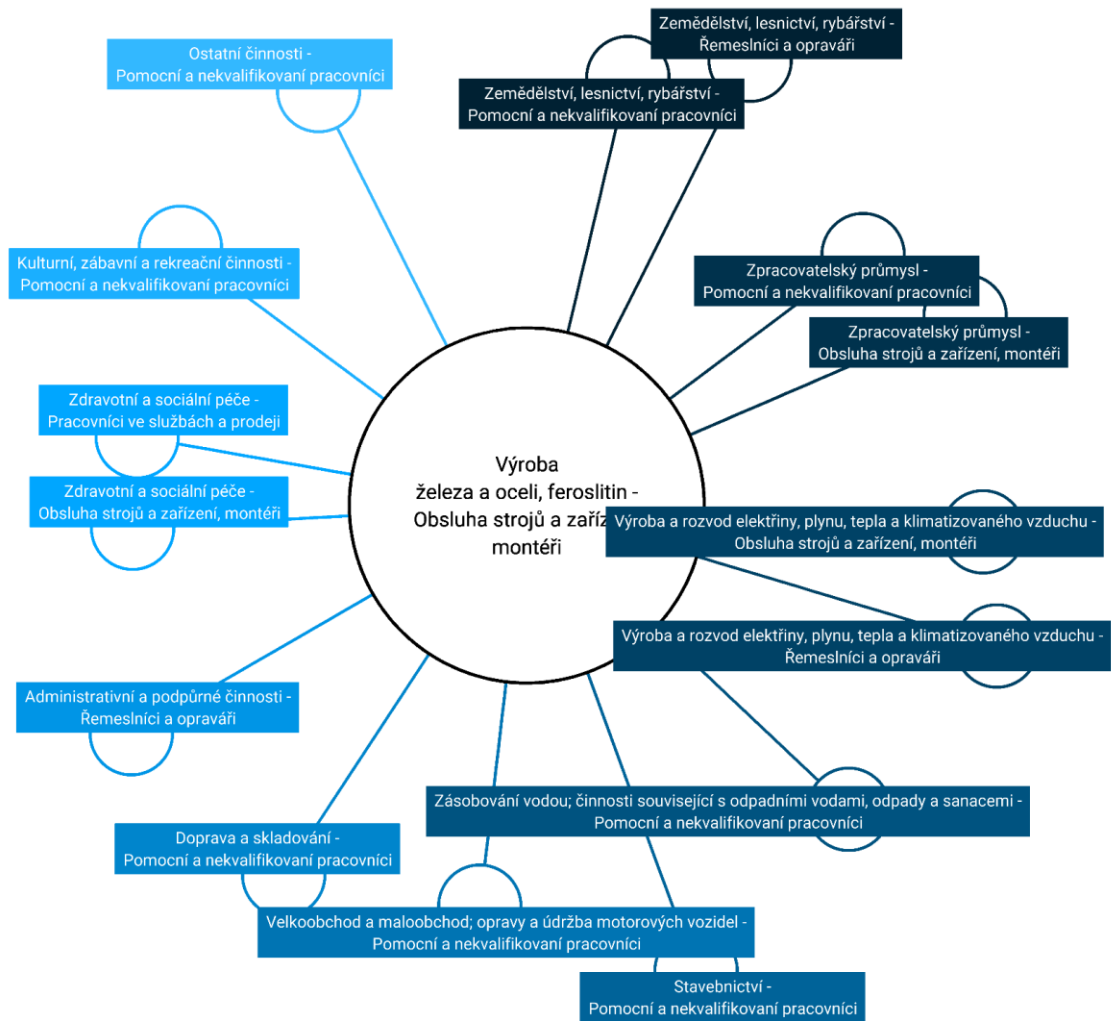 Zemědělství, lesnictví, rybářství -
Řemeslníci a opraváři
Ostatní činnosti -
Pomocní a nekvalifikovaní pracovníci
Zemědělství, lesnictví, rybářství -
Pomocní a nekvalifikovaní pracovníci
Kulturní, zábavní a rekreační činnosti -
Pomocní a nekvalifikovaní pracovníci
Zpracovatelský průmysl -
Pomocní a nekvalifikovaní pracovníci
Zpracovatelský průmysl -
Obsluha strojů a zařízení, montéři
Zdravotní a sociální péče -
Pracovníci ve službách a prodeji
Zdravotní a sociální péče -
Obsluha strojů a zařízení, montéři
Výroba
železa a oceli, feroslitin -
Obsluha strojů a
montéři
Výroba a rozvod elektřiny, plynu, tepla a klimatizovaného vzduchu -
Obsluha strojů a zařízení, montéři
Výroba a rozvod elektřiny, plynu, tepla a klimatizovaného vzduchu -
Řemeslníci a opraváři
Administrativní a podpůrné činnosti -
Řemeslníci a opraváři
Zásobování vodou; činnosti související s odpadními vodami, odpady a sanacemi -
Pomocní a nekvalifikovaní pracovníci
Doprava a skladování -
Pomocní a nekvalifikovaní pracovníci
Velkoobchod a maloobchod; opravy a údržba motorových vozidel -
Pomocní a nekvalifikovaní pracovníci
Stavebnictví -
Pomocní a nekvalifikovaní pracovníci